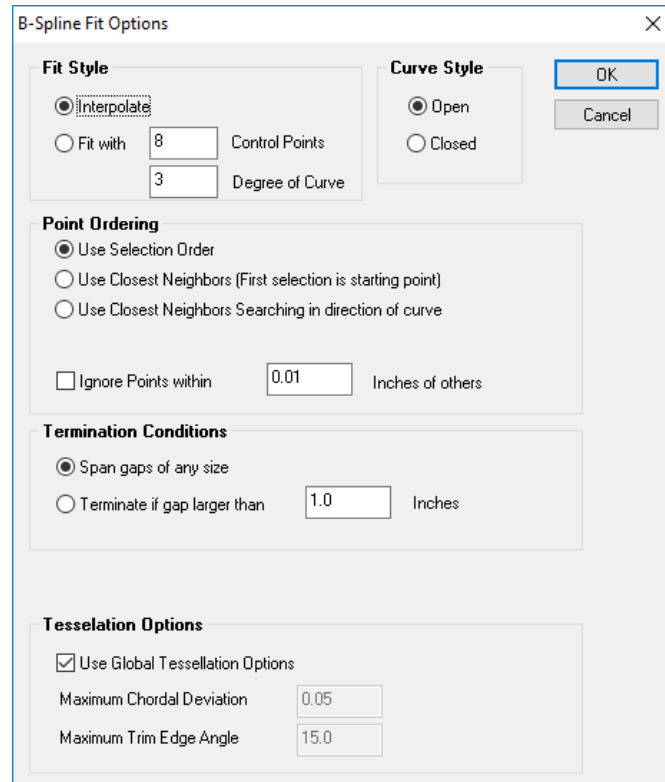 B-Spline Fit Options
Fit Style
Interpolate
Fit with 8 Control Points
3 Degree of Curve
Curve Style
Open
Closed
OK
Cancel
Point Ordering
Use Selection Order
Use Closest Neighbors (First selection is starting point)
Use Closest Neighbors Searching in direction of curve
Ignore Points within 0.01 Inches of others
Termination Conditions
Span gaps of any size
Terminate if gap larger than 1.0 Inches
Tesselation Options
Use Global Tessellation Options
Maximum Chordal Deviation 0.05
Maximum Trim Edge Angle 15.0